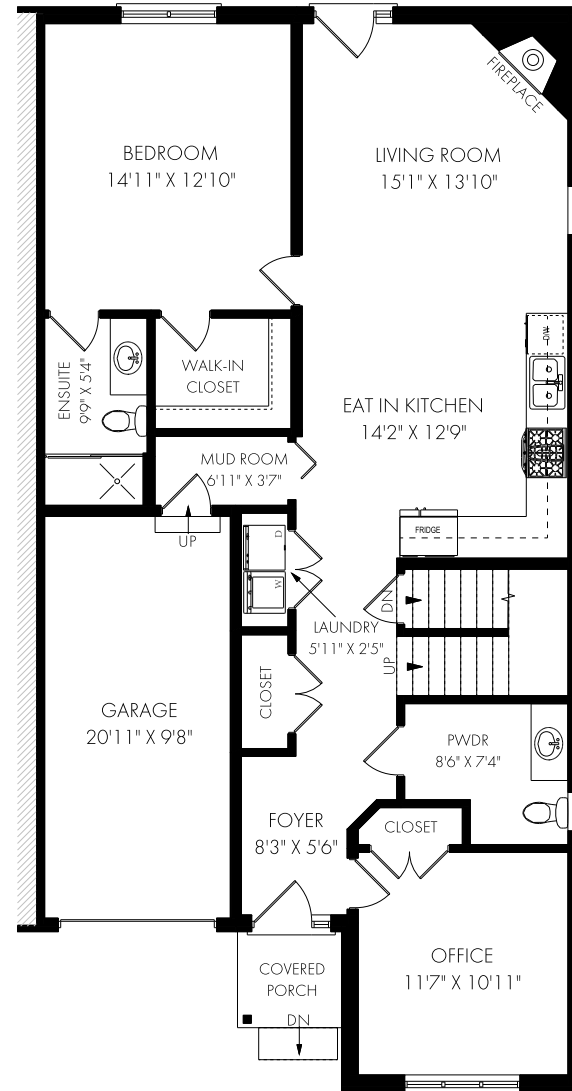 FIREPLACE
BEDROOM
14'11" X 12'10"
LIVING ROOM
15'1" X 13'10"
D/W
ENSUITE
9'9" X 5'4"
WALK-IN
CLOSET
EAT IN KITCHEN
14'2" X 12'9"
MUD ROOM
6'11" X 3'7"
UP
FRIDGE
D
W
DN
LAUNDRY
5'11" X 2'5"
UP
CLOSET
GARAGE
20'11" X 9'8"
PWDR
8'6" X 7'4"
FOYER
8'3" X 5'6"
CLOSET
OFFICE
11'7" X 10'11"
COVERED
PORCH
DN